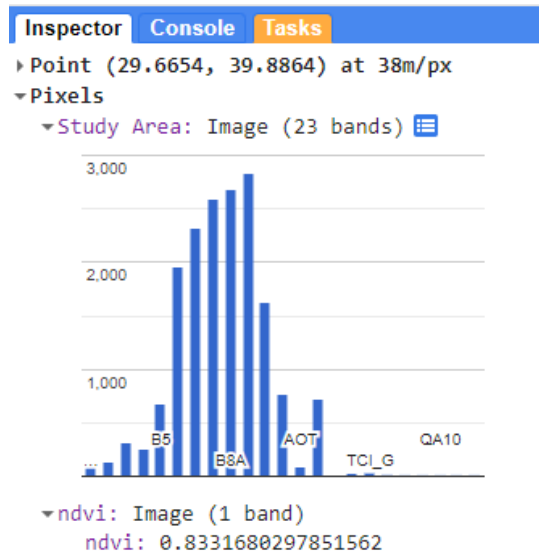 Inspector Console Tasks
Point (29.6654, 39.8864) at 38m/px
Pixels
Study Area: Image (23 bands)
3,000
2,000
1,000
... B5 B8A AOT TCI_G QA10
ndvi: Image (1 band)
ndvi: 0.8331680297851562